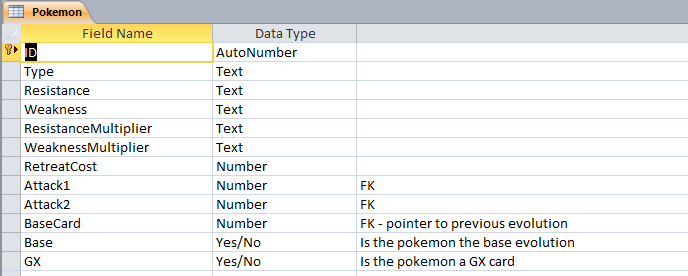 Pokemon
Field Name Data Type
ID AutoNumber
Type Text
Resistance Text
Weakness Text
ResistanceMultiplier Text
WeaknessMultiplier Text
RetreatCost Number
Attack1 Number FK
Attack2 Number FK
BaseCard Number FK - pointer to previous evolution
Base Yes/No Is the pokemon the base evolution
GX Yes/No Is the pokemon a GX card